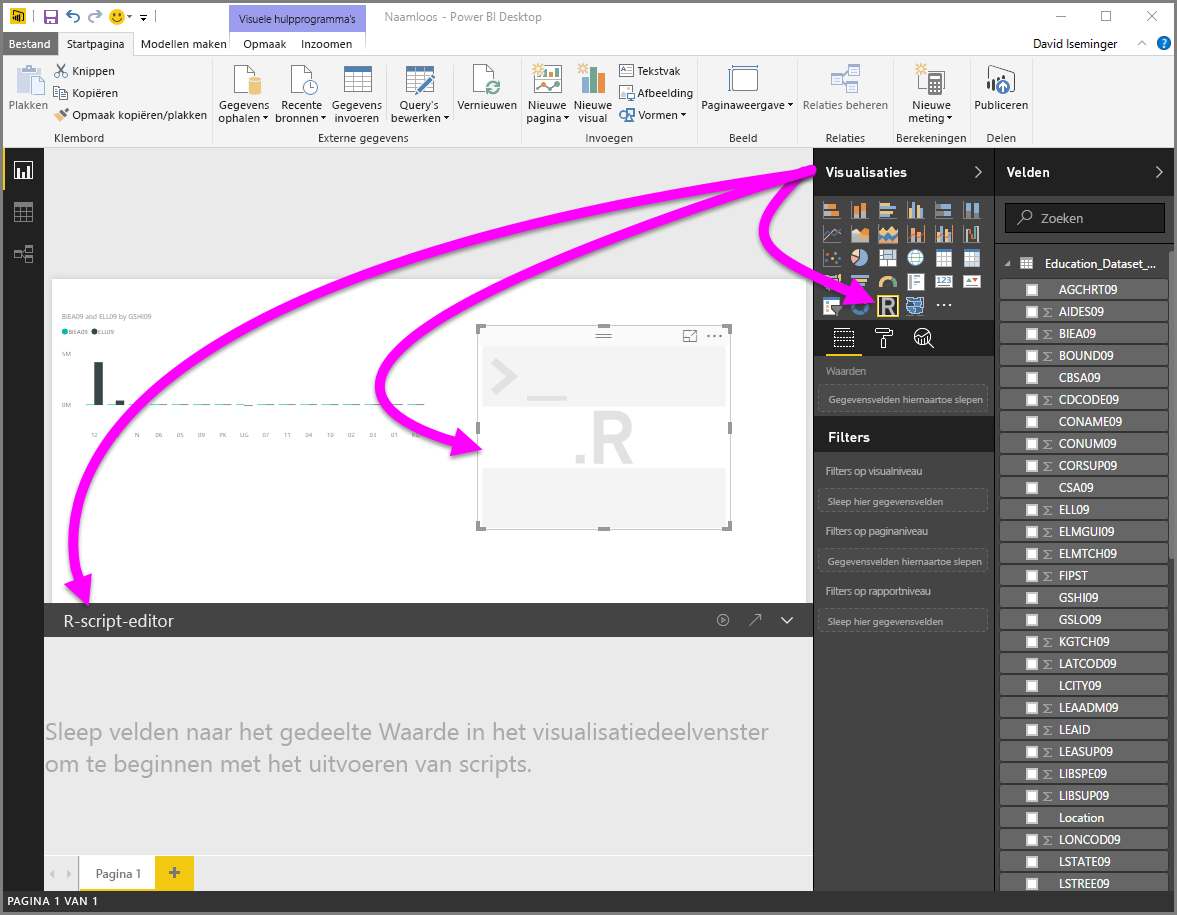 Visuele hulpprogramma's
Naamloos - Power BI Desktop
Bestand
Startpagina
Modellen maken
Opmaak
Inzoomen
David Iseminger
?
Plakken
Knippen
Kopiëren
Opmaak kopiëren/plakken
Klembord
Gegevens
ophalen
Recente
bronnen
Gegevens
invoeren
Query's
bewerken
Vernieuwen
Externe gegevens
Nieuwe
pagina
Nieuwe
visual
Tekstvak
Afbeelding
Vormen
Invoegen
Paginaweergave
Beeld
Relaties beheren
Relaties
Nieuwe
meting
Berekeningen
Publiceren
Delen
BIEA09 and ELL09 by GSHI09
BIEA09 ELL09
5M
0M
12 N 06 05 09 PK UG 07 11 04 10 02 03 01
>_
.R
R-script-editor
Sleep velden naar het gedeelte Waarde in het visualisatiedeelvenster
om te beginnen met het uitvoeren van scripts.
Visualisaties
123
R
Waarden
Gegevensvelden hiernaartoe slepen
Filters
Filters op visualniveau
Sleep hier gegevensvelden
Filters op paginaniveau
Gegevensvelden hiernaartoe slepen
Filters op rapportniveau
Sleep hier gegevensvelden
Velden
Zoeken
Education_Dataset_...
AGCHRT09
AIDES09
BIEA09
BOUND09
CBSA09
CDCODE09
CONAME09
CONUM09
CORSUP09
CSA09
ELL09
ELMGUI09
ELMTCH09
FIPST
GSHI09
GSLO09
KGTCH09
LATCOD09
LCITY09
LEAADM09
LEAID
LEASUP09
LIBSPE09
LIBSUP09
Location
LONCOD09
LSTATE09
LSTREE09
Pagina 1
+
PAGINA 1 VAN 1